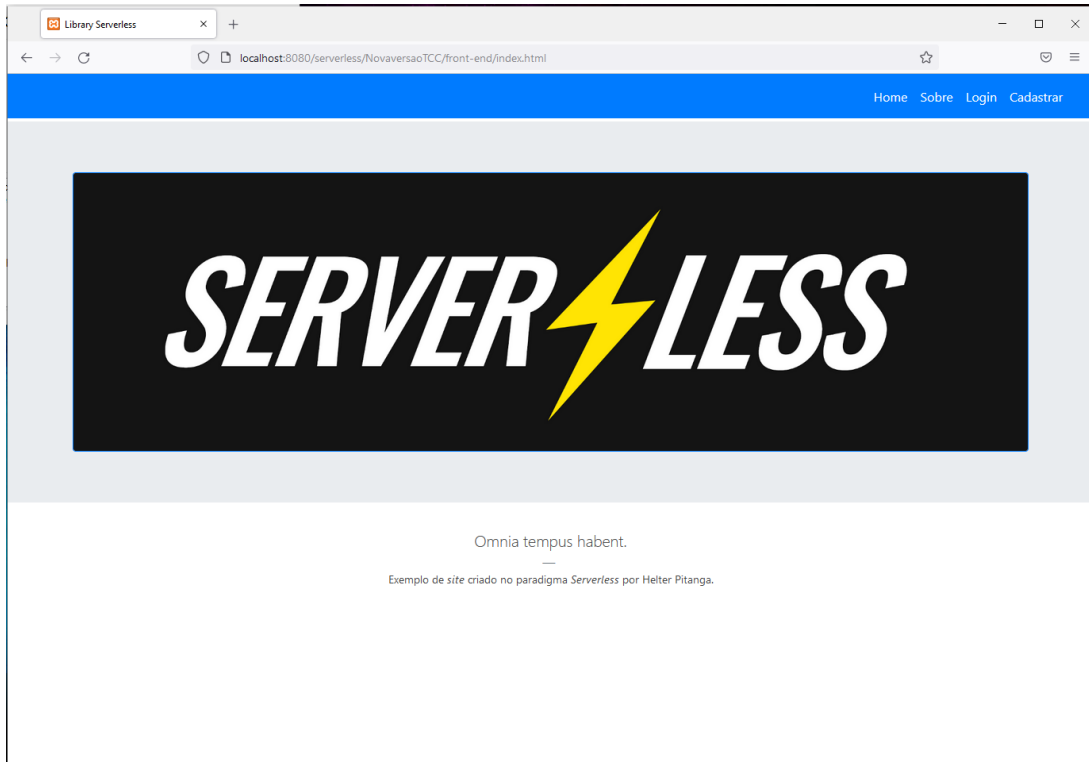 Library Serverless
localhost:8080/serverless/NovaversaoTCC/front-end/index.html
Home Sobre Login Cadastrar
SERVERLESS
Omnia tempus habent.
—
Exemplo de site criado no paradigma Serverless por Helter Pitanga.